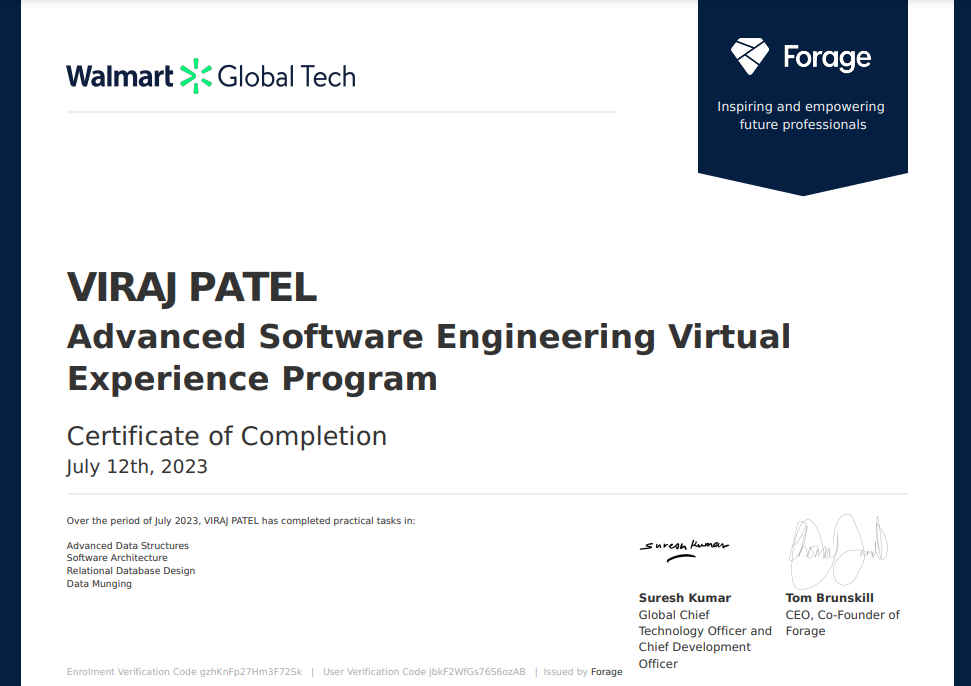 Walmart Global Tech
Forage
Inspiring and empowering
future professionals
VIRAJ PATEL
Advanced Software Engineering Virtual
Experience Program
Certificate of Completion
July 12th, 2023
Over the period of July 2023, VIRAJ PATEL has completed practical tasks in:
Advanced Data Structures
Software Architecture
Relational Database Design
Data Munging
Suresh Kumar
Suresh Kumar
Global Chief
Technology Officer and
Chief Development
Officer
Tom Brunskill
CEO, Co-Founder of
Forage
Enrolment Verification Code gzhKnFp27Hm3F72Sk | User Verification Code jbkF2WfGs76S6ozAB | Issued by Forage